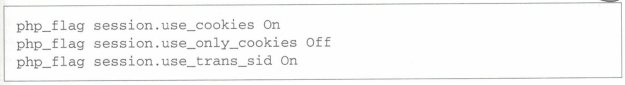 php_flag session.use_cookies On
php_flag session.use_only_cookies Off
php_flag session.use_trans_sid On